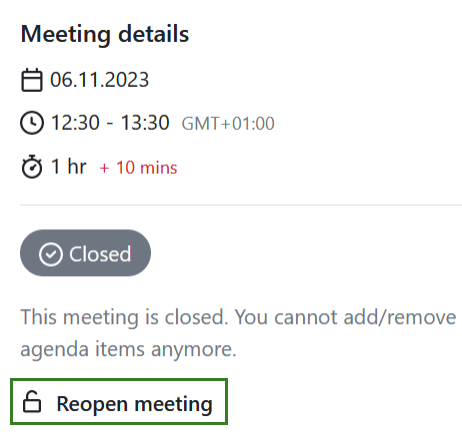 Meeting details
06.11.2023
12:30 - 13:30 GMT+01:00
1 hr + 10 mins
Closed
This meeting is closed. You cannot add/remove
agenda items anymore.
Reopen meeting